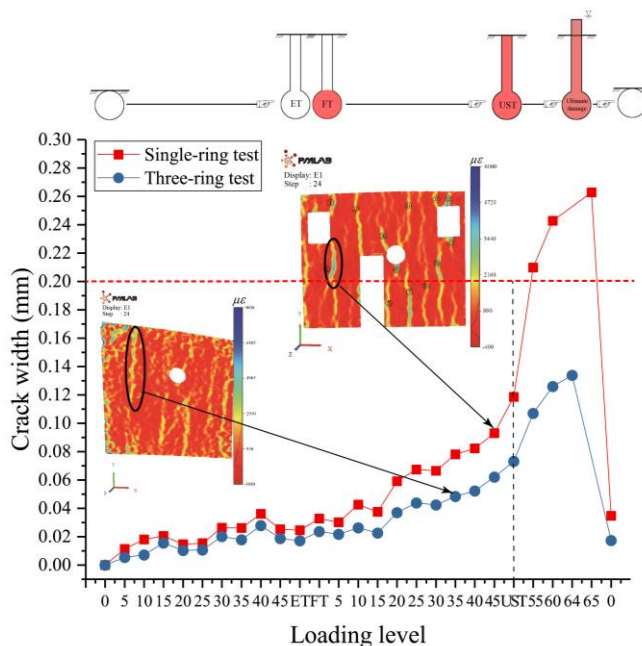 ET
FT
UST
Ultimate
damage
Single-ring test
Three-ring test
PMLAB
Display: E1
Step : 24
με
PMLAB
Display: E1
Step : 24
με
Y
Z
X
Crack width (mm)
0.30
0.28
0.26
0.24
0.22
0.20
0.18
0.16
0.14
0.12
0.10
0.08
0.06
0.04
0.02
0.00
0 5 10 15 20 25 30 35 40 45 ETFT 5 10 15 20 25 30 35 40 45UST55 60 64 65 0
Loading level